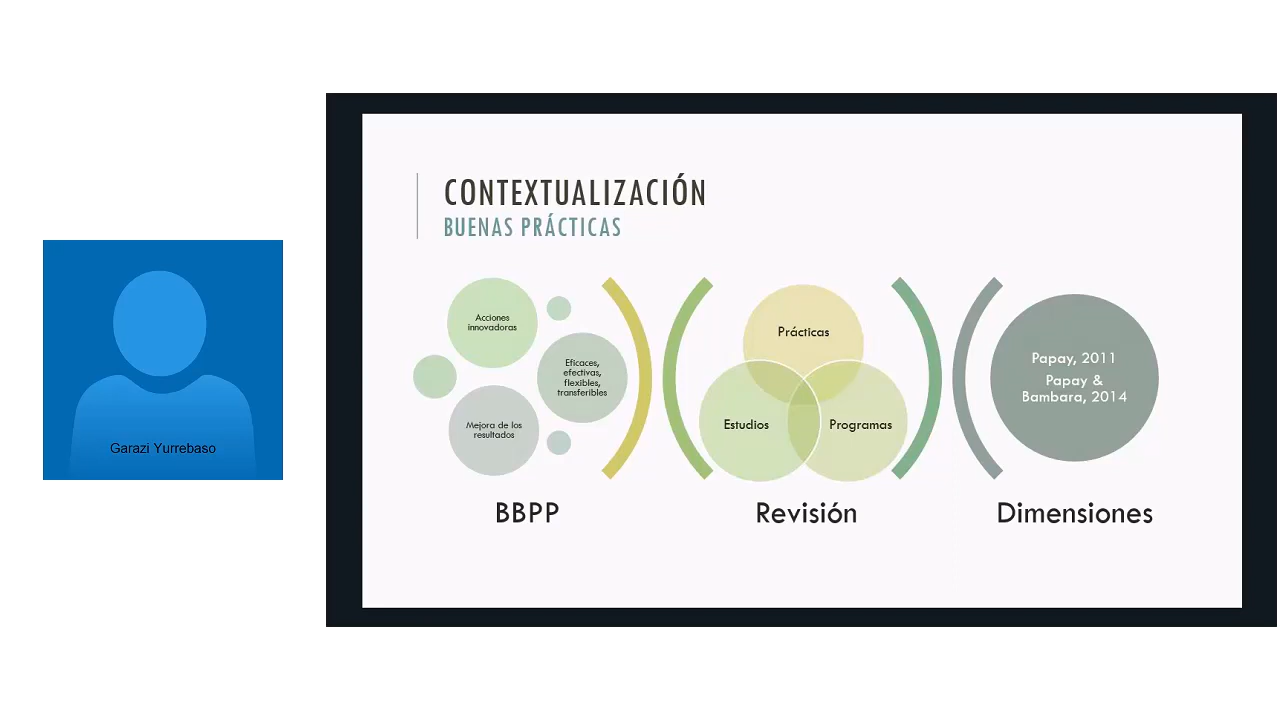 Garazi Yurrebaso
CONTEXTUALIZACIÓN
BUENAS PRÁCTICAS
Acciones
innovadoras
Eficaces,
efectivas,
flexibles,
transferibles
Mejora de los
resultados
BBPP
Prácticas
Estudios
Programas
Revisión
Papay, 2011
Papay &
Bambara, 2014
Dimensiones